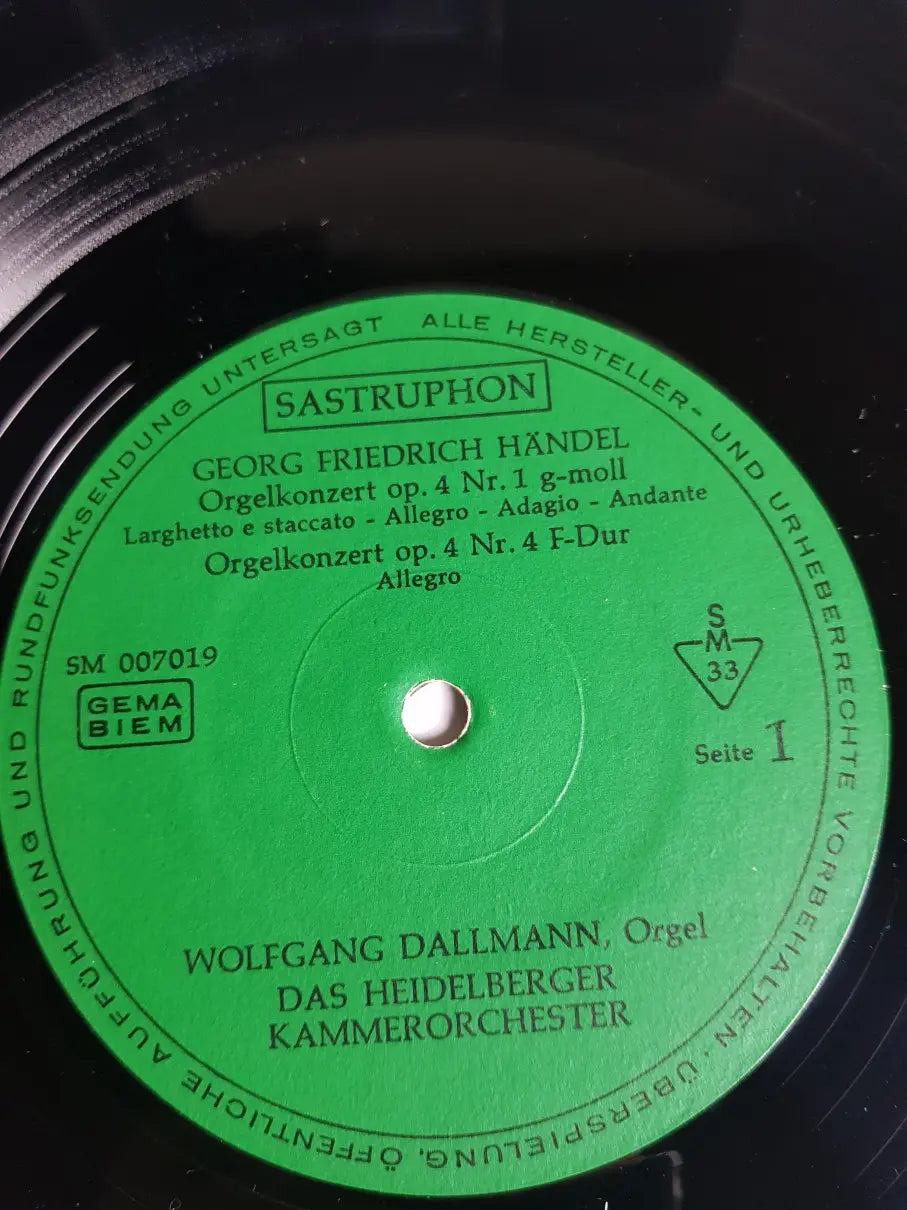 SASTRUPHON
GEORG FRIEDRICH HÄNDEL
Orgelkonzert op. 4 Nr. 1 g-moll
Larghetto e staccato - Allegro - Adagio - Andante
Orgelkonzert op. 4 Nr. 4 F-Dur
Allegro
SM 007019
GEMA
BIEM
S
M
33
Seite 1
WOLFGANG DALLMANN, Orgel
DAS HEIDELBERGER
KAMMERORCHESTER
ALLE HERSTELLER- UND URHEBERRECHTE VORBEHALTEN · ÜBERSPIELUNG, ÖFFENTLICHE AUFFÜHRUNG UND RUNDFUNKSENDUNG UNTERSAGT